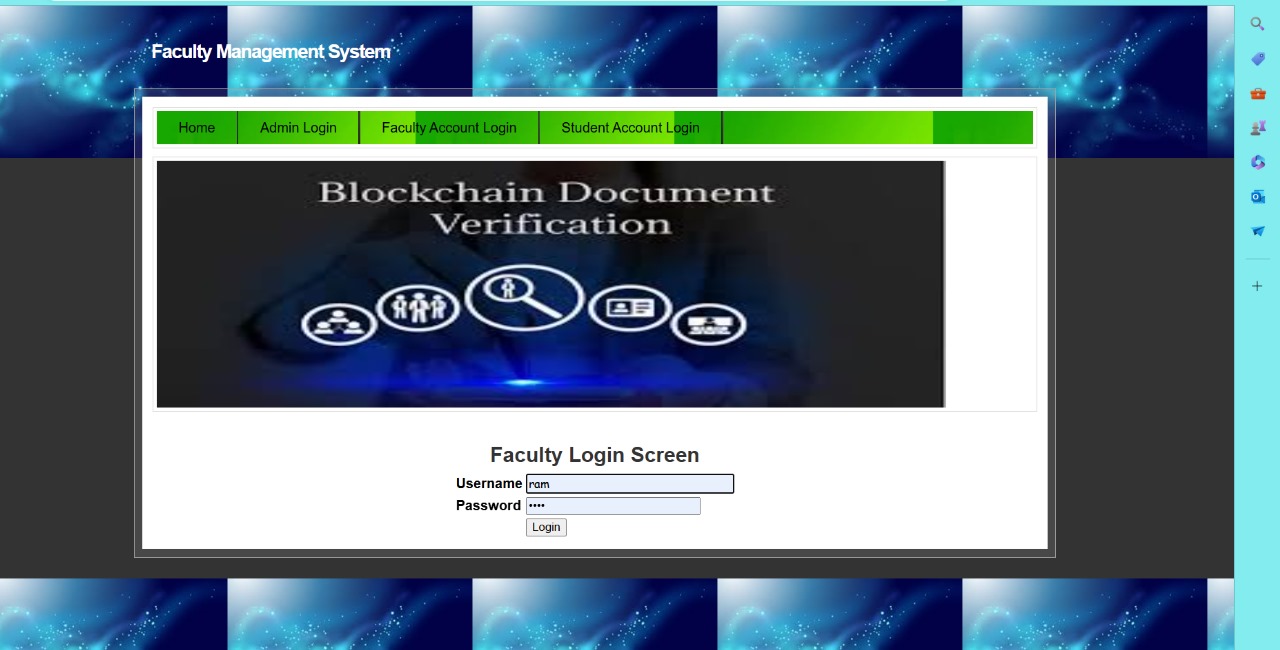 Faculty Management System
Home Admin Login Faculty Account Login Student Account Login
Blockchain Document
Verification
Faculty Login Screen
Username ram
Password ••••
Login